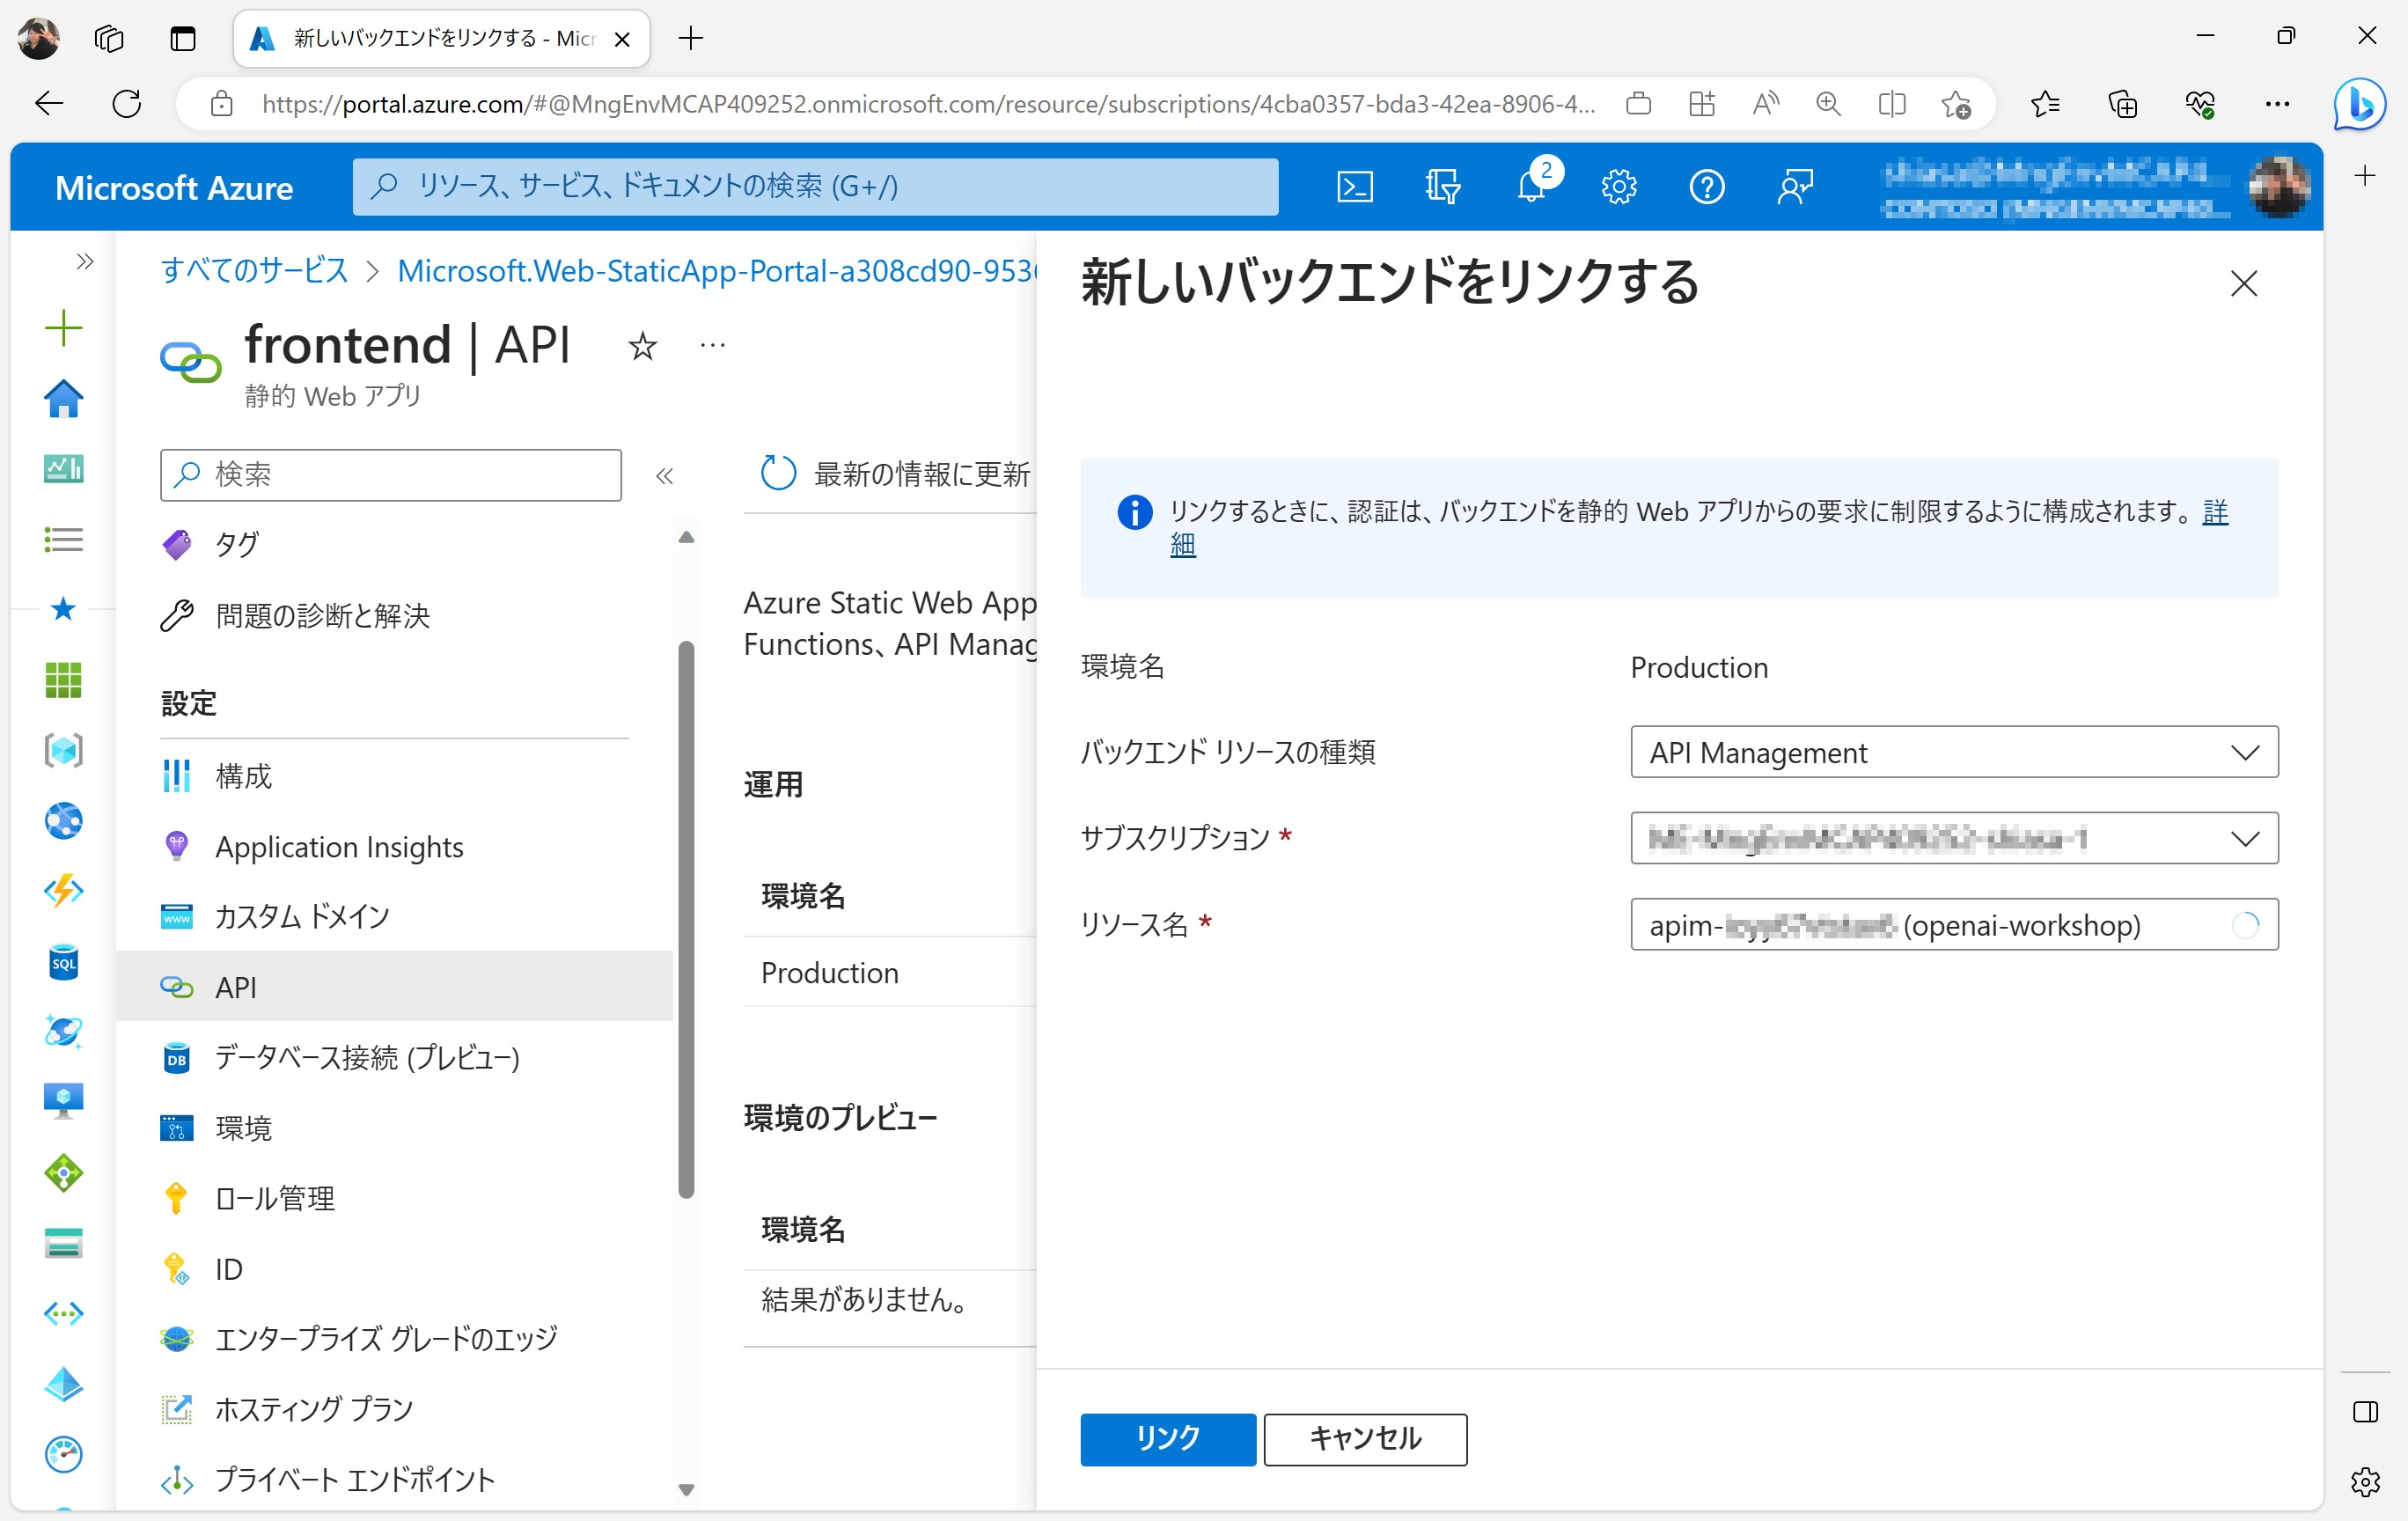 新しいバックエンドをリンクする - Micr
https://portal.azure.com/#@MngEnvMCAP409252.onmicrosoft.com/resource/subscriptions/4cba0357-bda3-42ea-8906-4...
Microsoft Azure
リソース、サービス、ドキュメントの検索 (G+/)
2
すべてのサービス > Microsoft.Web-StaticApp-Portal-a308cd90-953
frontend | API
静的 Web アプリ
検索
タグ
問題の診断と解決
設定
構成
Application Insights
カスタム ドメイン
API
データベース接続 (プレビュー)
環境
ロール管理
ID
エンタープライズ グレードのエッジ
ホスティング プラン
プライベート エンドポイント
最新の情報に更新
Azure Static Web App
Functions、API Manag
運用
環境名
Production
環境のプレビュー
環境名
結果がありません。
新しいバックエンドをリンクする
リンクするときに、認証は、バックエンドを静的 Web アプリからの要求に制限するように構成されます。詳
細
環境名 Production
バックエンド リソースの種類 API Management
サブスクリプション *
リソース名 * apim- (openai-workshop)
リンク キャンセル